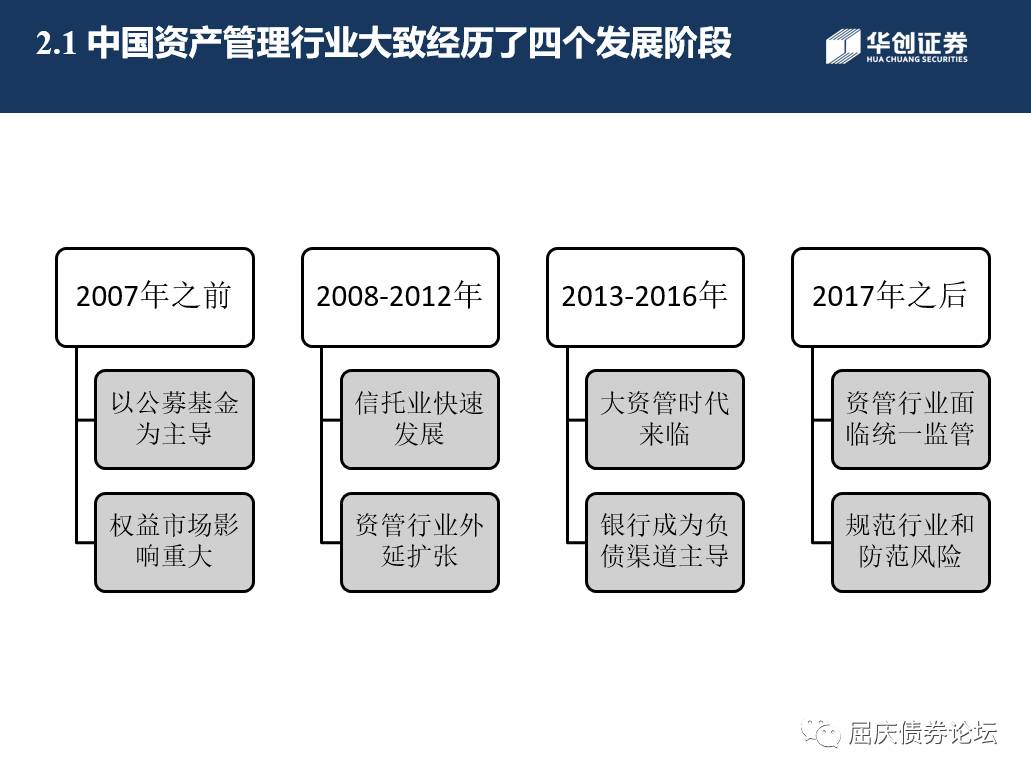 2.1 中国资产管理行业大致经历了四个发展阶段
华创证券
HUA CHUANG SECURITIES
2007年之前
以公募基金
为主导
权益市场影
响重大
2008-2012年
信托业快速
发展
资管行业外
延扩张
2013-2016年
大资管时代
来临
银行成为负
债渠道主导
2017年之后
资管行业面
临统一监管
规范行业和
防范风险
屈庆债券论坛